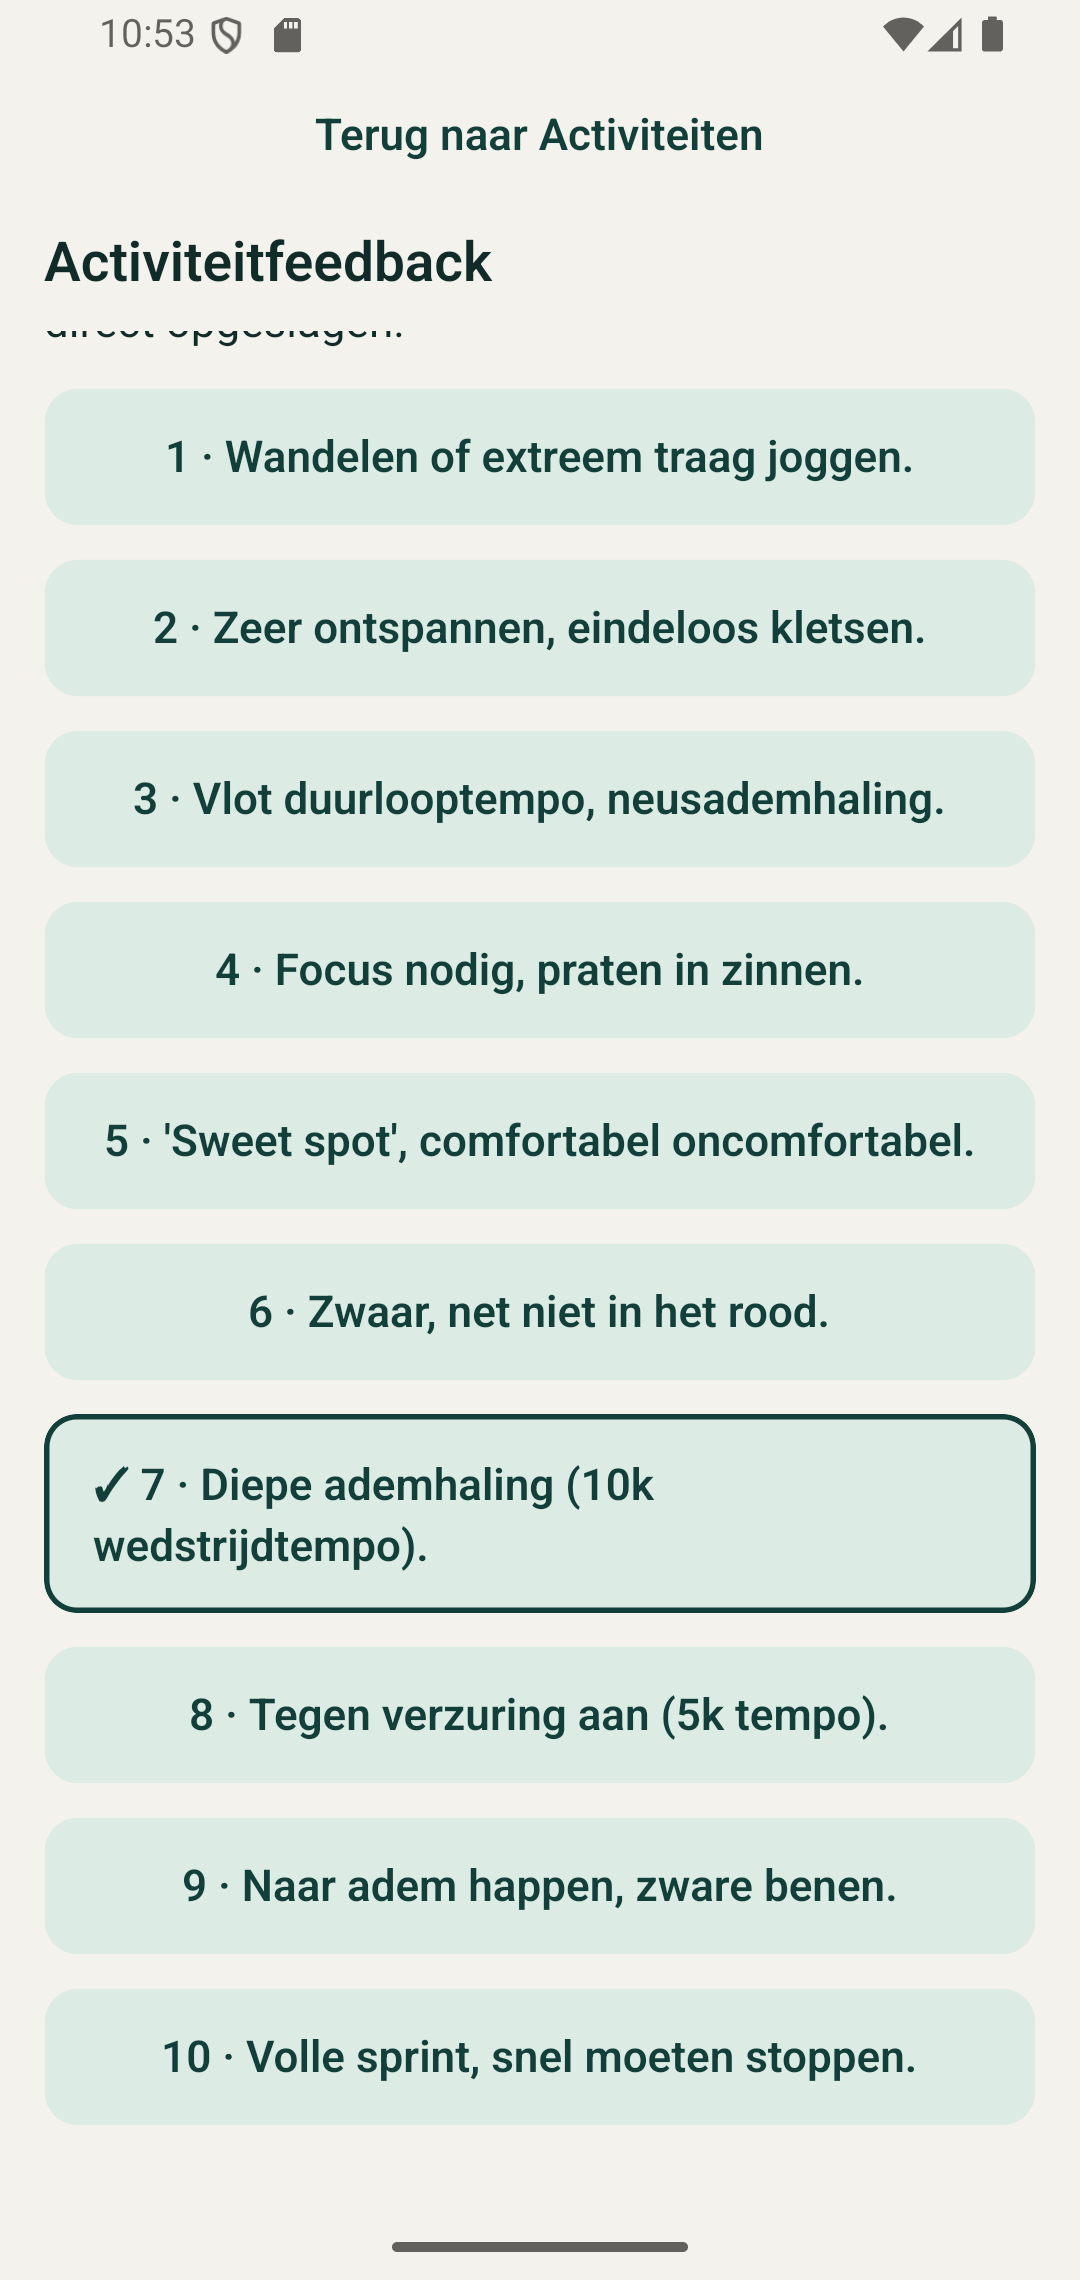 10:53
Terug naar Activiteiten
Activiteitfeedback
direct opgeslagen.
1 · Wandelen of extreem traag joggen.
2 · Zeer ontspannen, eindeloos kletsen.
3 · Vlot duurlooptempo, neusademhaling.
4 · Focus nodig, praten in zinnen.
5 · 'Sweet spot', comfortabel oncomfortabel.
6 · Zwaar, net niet in het rood.
✓ 7 · Diepe ademhaling (10k
wedstrijdtempo).
8 · Tegen verzuring aan (5k tempo).
9 · Naar adem happen, zware benen.
10 · Volle sprint, snel moeten stoppen.